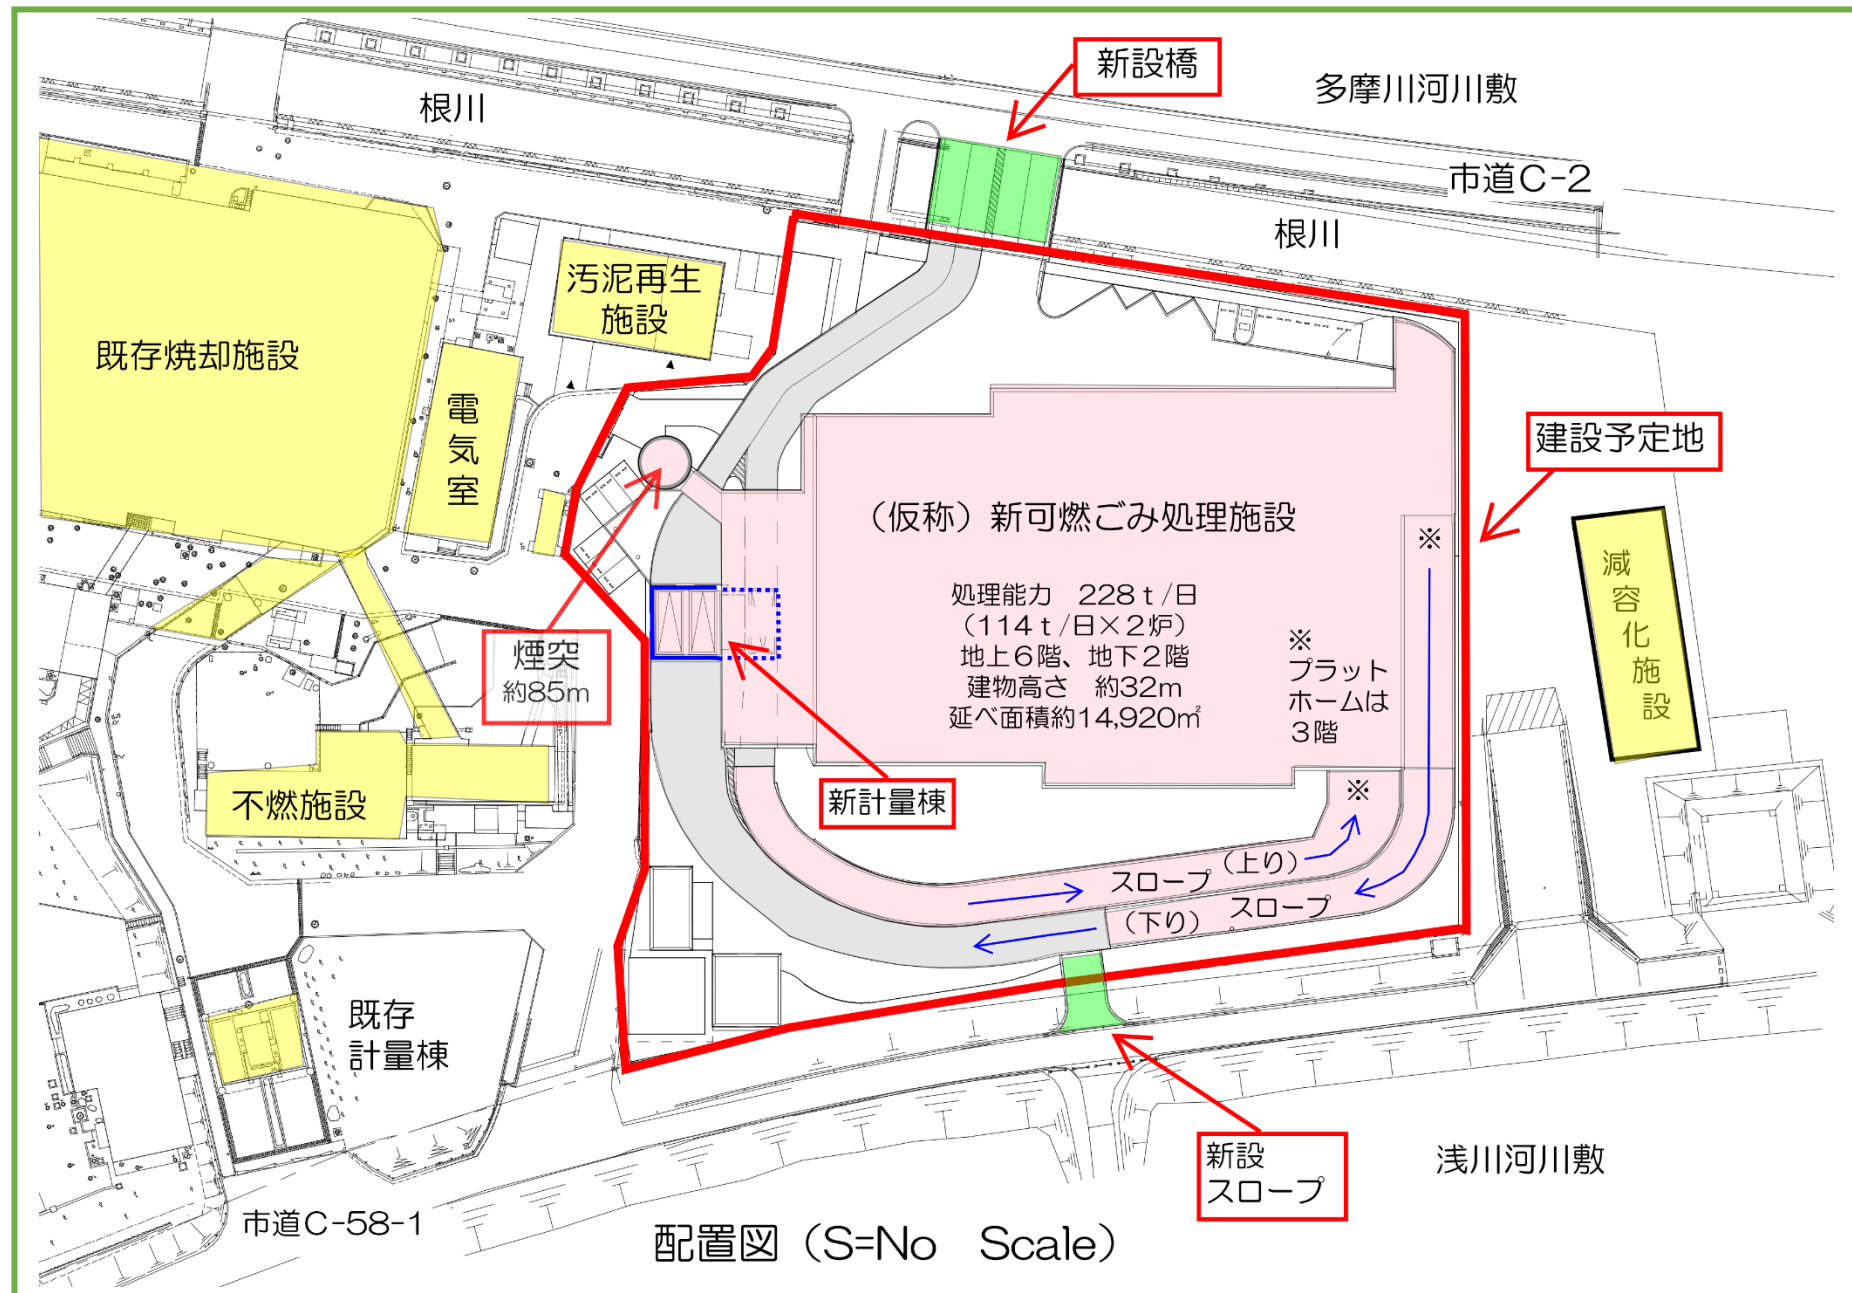 新設橋
多摩川河川敷
根川
市道C-2
根川
汚泥再生
施設
既存焼却施設
電
気
室
建設予定地
（仮称）新可燃ごみ処理施設
※
処理能力　228ｔ/日
（114ｔ/日×2炉）
地上6階、地下2階
建物高さ　約32m
延べ面積約14,920㎡
※
プラット
ホームは
3階
減
容
化
施
設
煙突
約85m
新計量棟
不燃施設
※
スロープ（上り）
（下り）スロープ
既存
計量棟
新設
スロープ
浅川河川敷
市道C-58-1
配置図（S=No　Scale）